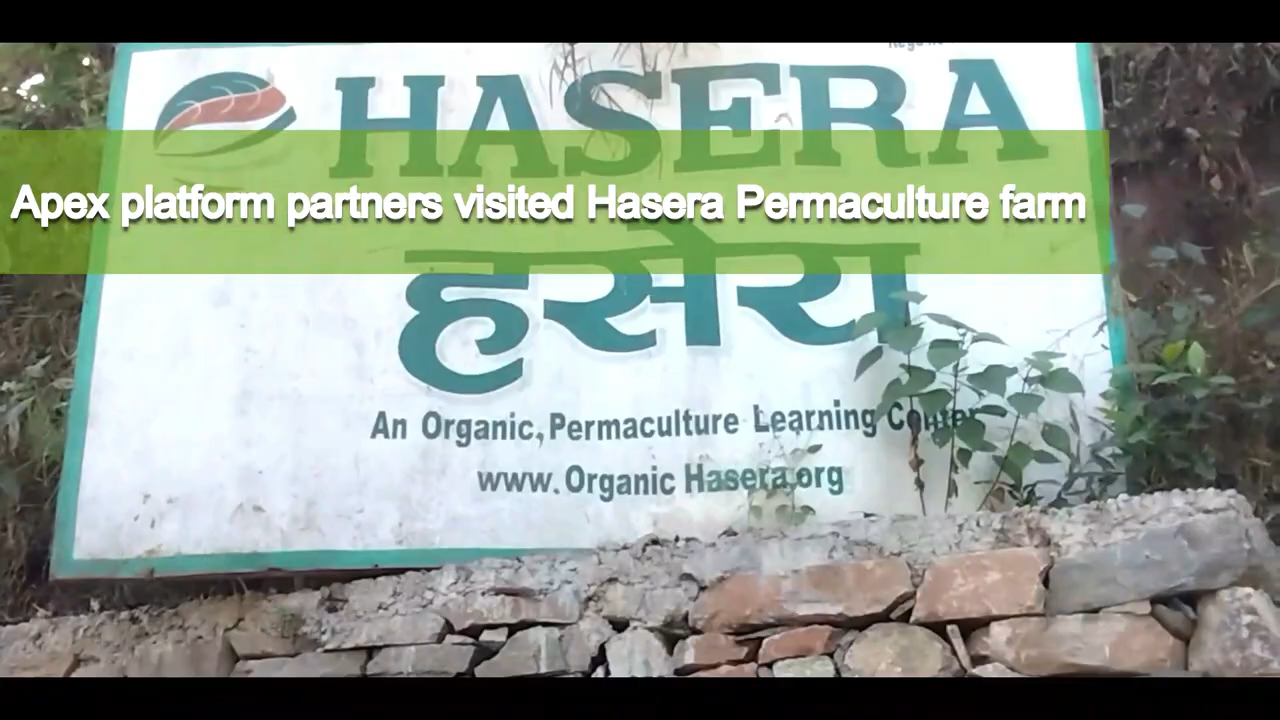 HASERA
Apex platform partners visited Hasera Permaculture farm
हसेरा
An Organic, Permaculture Learning Center
www.Organic Hasera.org